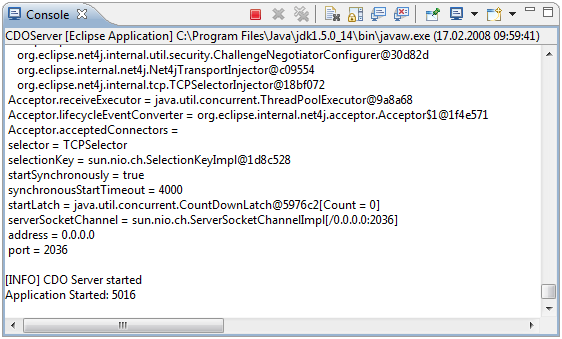 Console
CDOServer [Eclipse Application] C:\Program Files\Java\jdk1.5.0_14\bin\javaw.exe (17.02.2008 09:59:41)
org.eclipse.net4j.internal.util.security.ChallengeNegotiatorConfigurer@30d82d
org.eclipse.internal.net4j.Net4jTransportInjector@c09554
org.eclipse.net4j.internal.tcp.TCPSelectorInjector@18bf072
Acceptor.receiveExecutor = java.util.concurrent.ThreadPoolExecutor@9a8a68
Acceptor.lifecycleEventConverter = org.eclipse.internal.net4j.acceptor.Acceptor$1@1f4e571
Acceptor.acceptedConnectors =
selector = TCPSelector
selectionKey = sun.nio.ch.SelectionKeyImpl@1d8c528
startSynchronously = true
synchronousStartTimeout = 4000
startLatch = java.util.concurrent.CountDownLatch@5976c2[Count = 0]
serverSocketChannel = sun.nio.ch.ServerSocketChannelImpl[/0.0.0.0:2036]
address = 0.0.0.0
port = 2036
[INFO] CDO Server started
Application Started: 5016